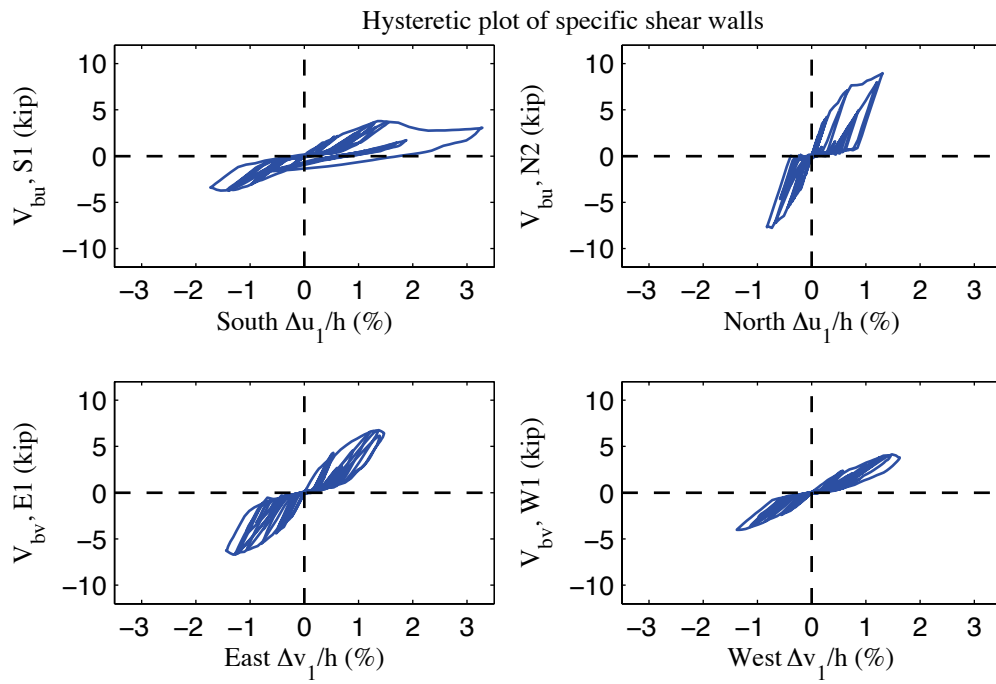 Hysteretic plot of specific shear walls
V_bu, S1 (kip)
10
5
0
−5
−10
−3 −2 −1 0 1 2 3
South Δu_1/h (%)
V_bu, N2 (kip)
10
5
0
−5
−10
−3 −2 −1 0 1 2 3
North Δu_1/h (%)
V_bv, E1 (kip)
10
5
0
−5
−10
−3 −2 −1 0 1 2 3
East Δv_1/h (%)
V_bv, W1 (kip)
10
5
0
−5
−10
−3 −2 −1 0 1 2 3
West Δv_1/h (%)